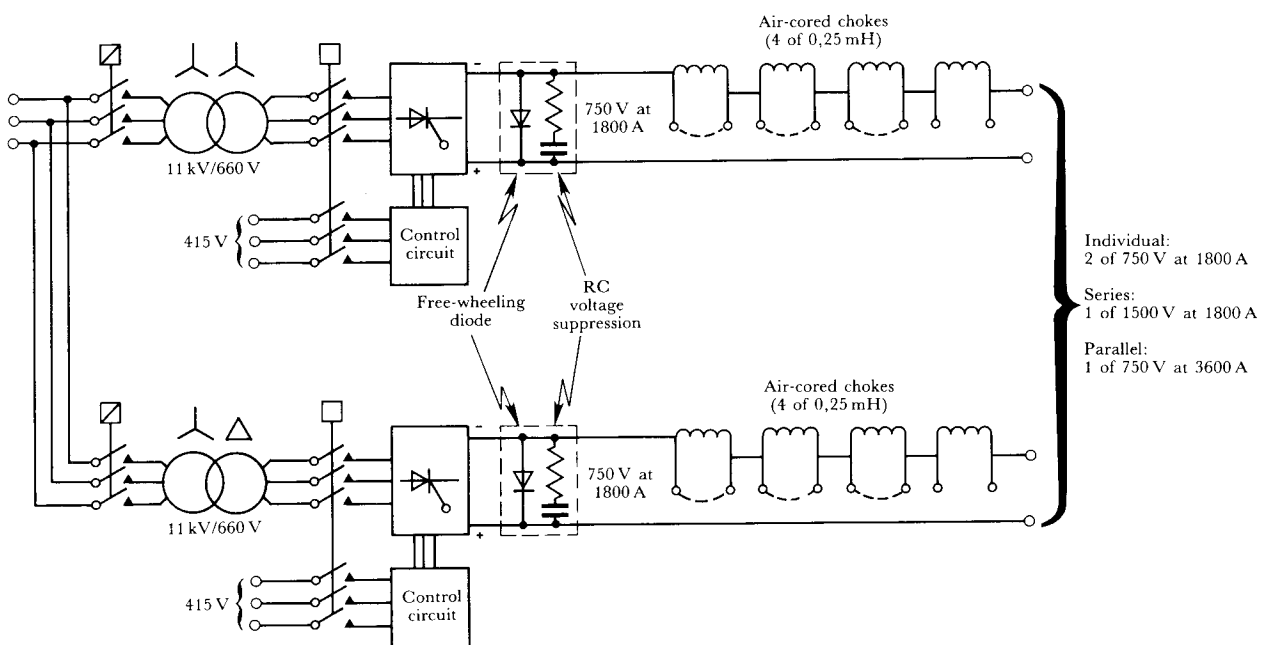 Air-cored chokes
(4 of 0,25 mH)
-
750 V at
1800 A
11 kV/660 V
+
415 V
Control
circuit
Free-wheeling
diode
RC
voltage
suppression
Individual:
2 of 750 V at 1800 A
Series:
1 of 1500 V at 1800 A
Parallel:
1 of 750 V at 3600 A
Air-cored chokes
(4 of 0,25 mH)
-
750 V at
1800 A
11 kV/660 V
+
415 V
Control
circuit